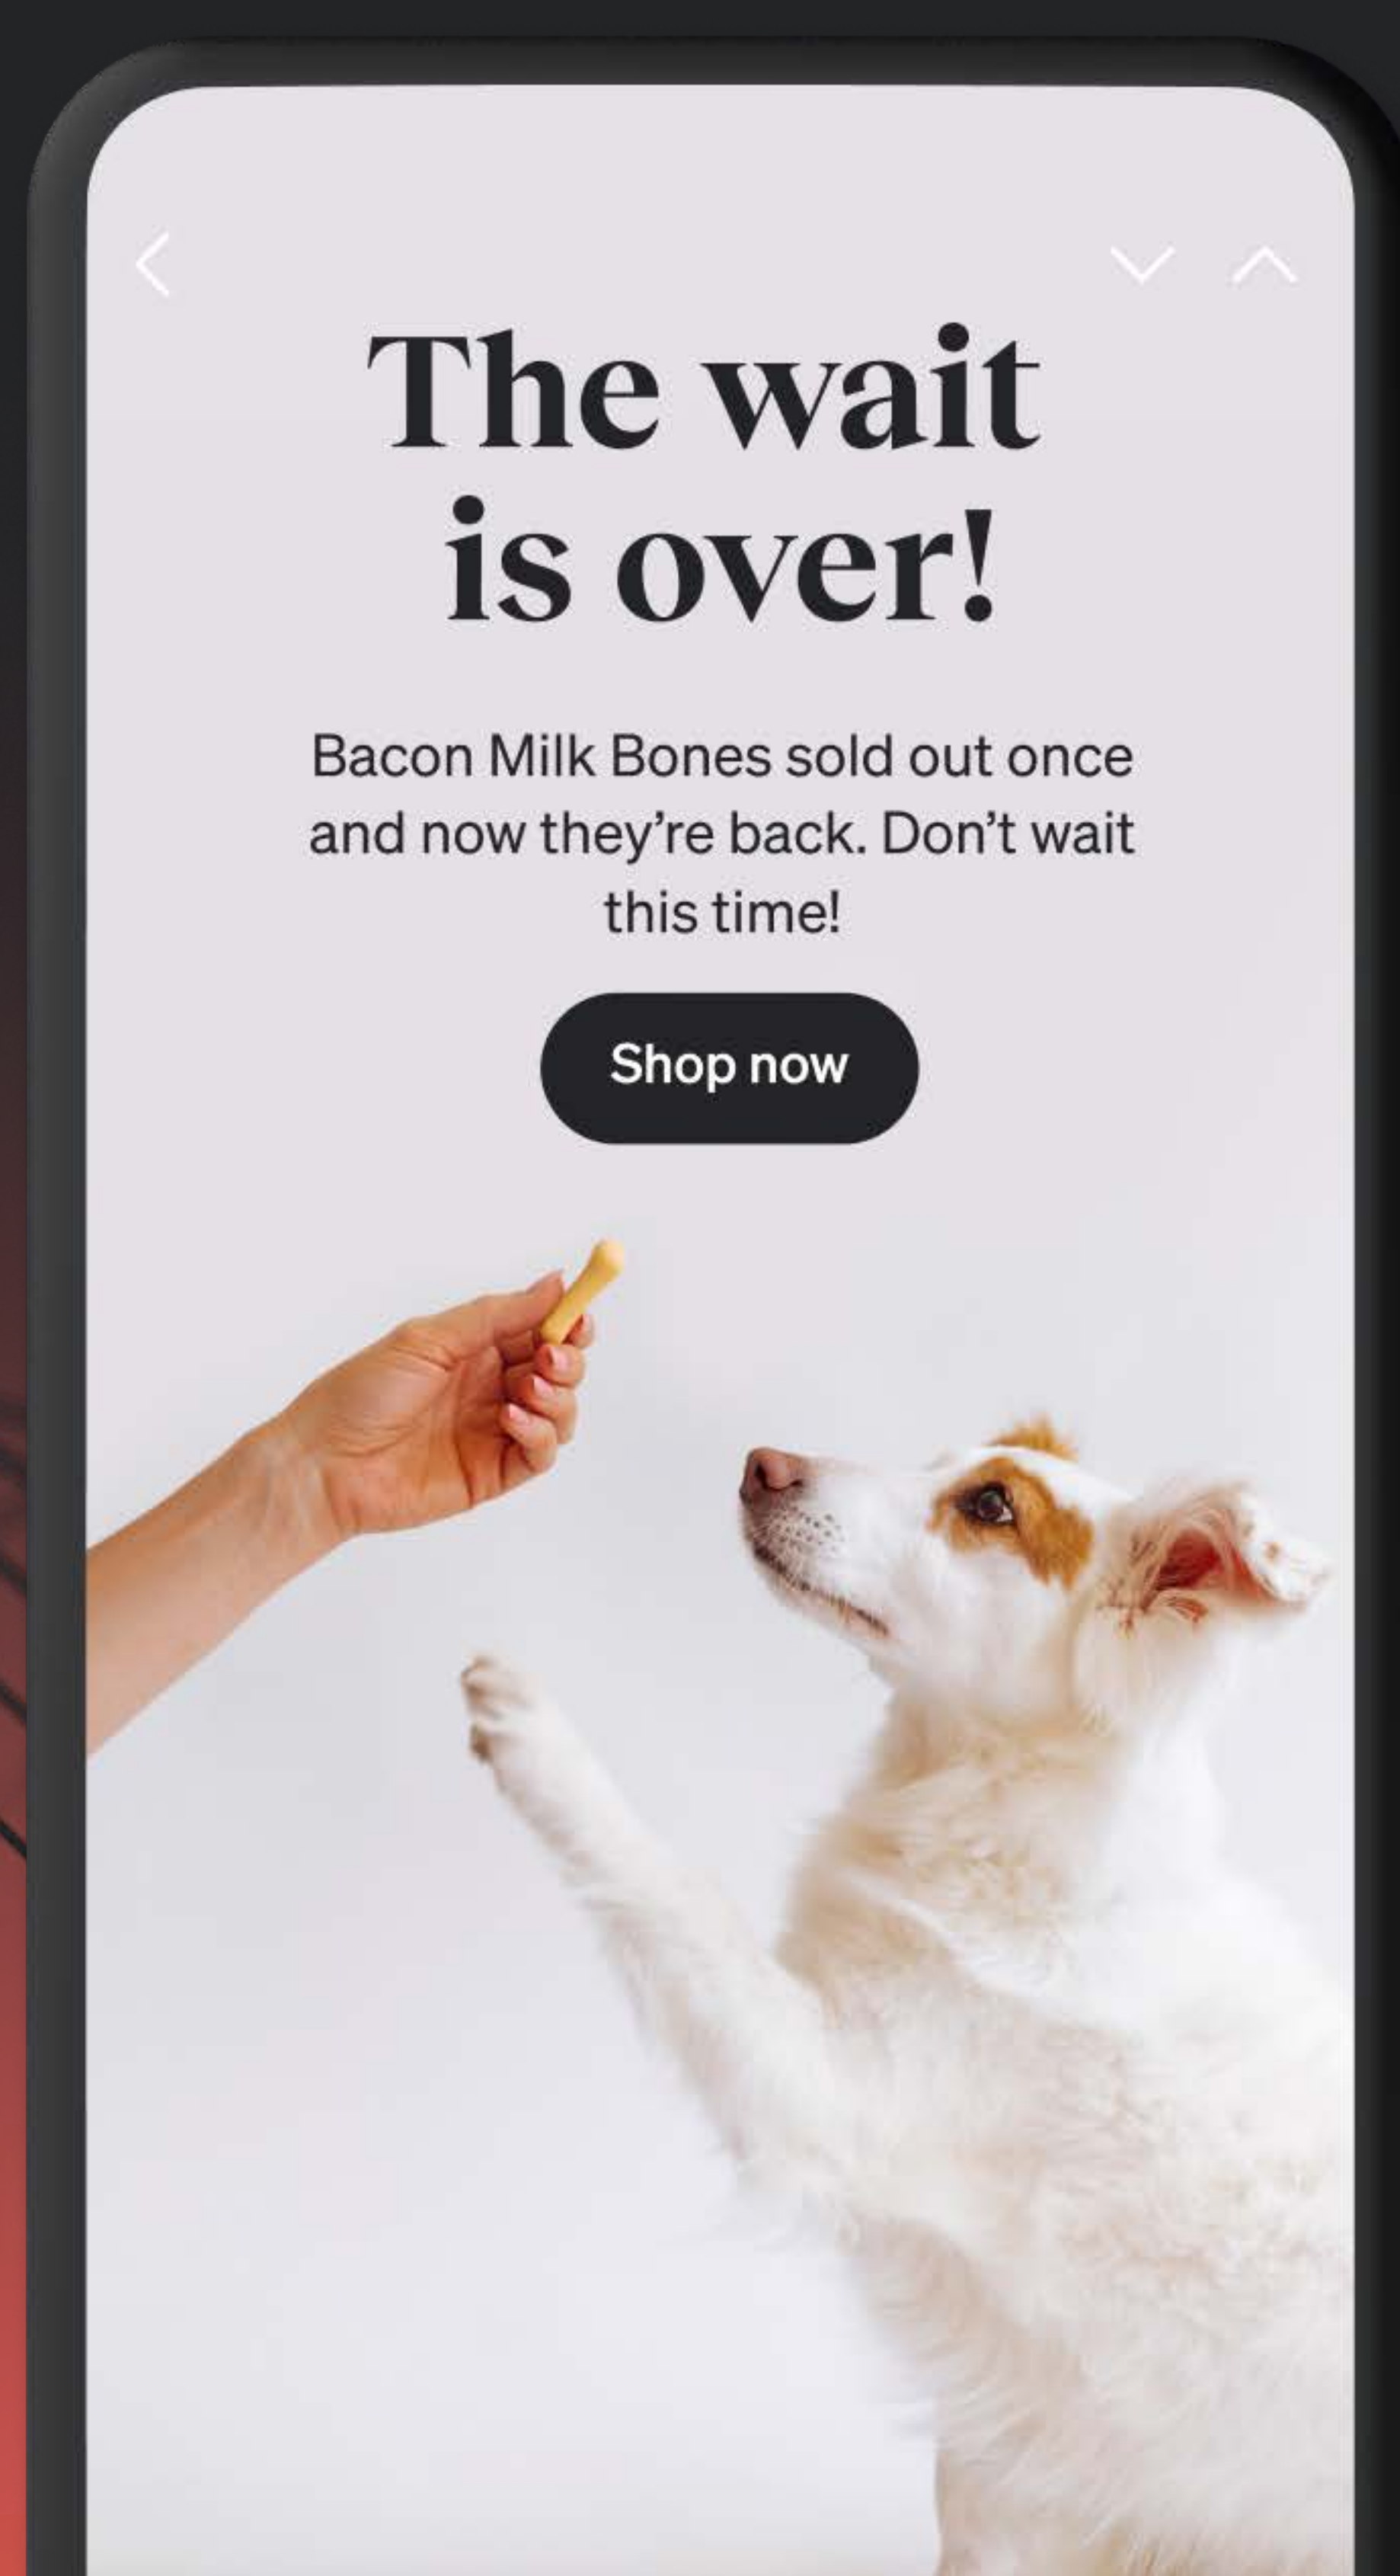 The wait
is over!
Bacon Milk Bones sold out once
and now they’re back. Don’t wait
this time!
Shop now